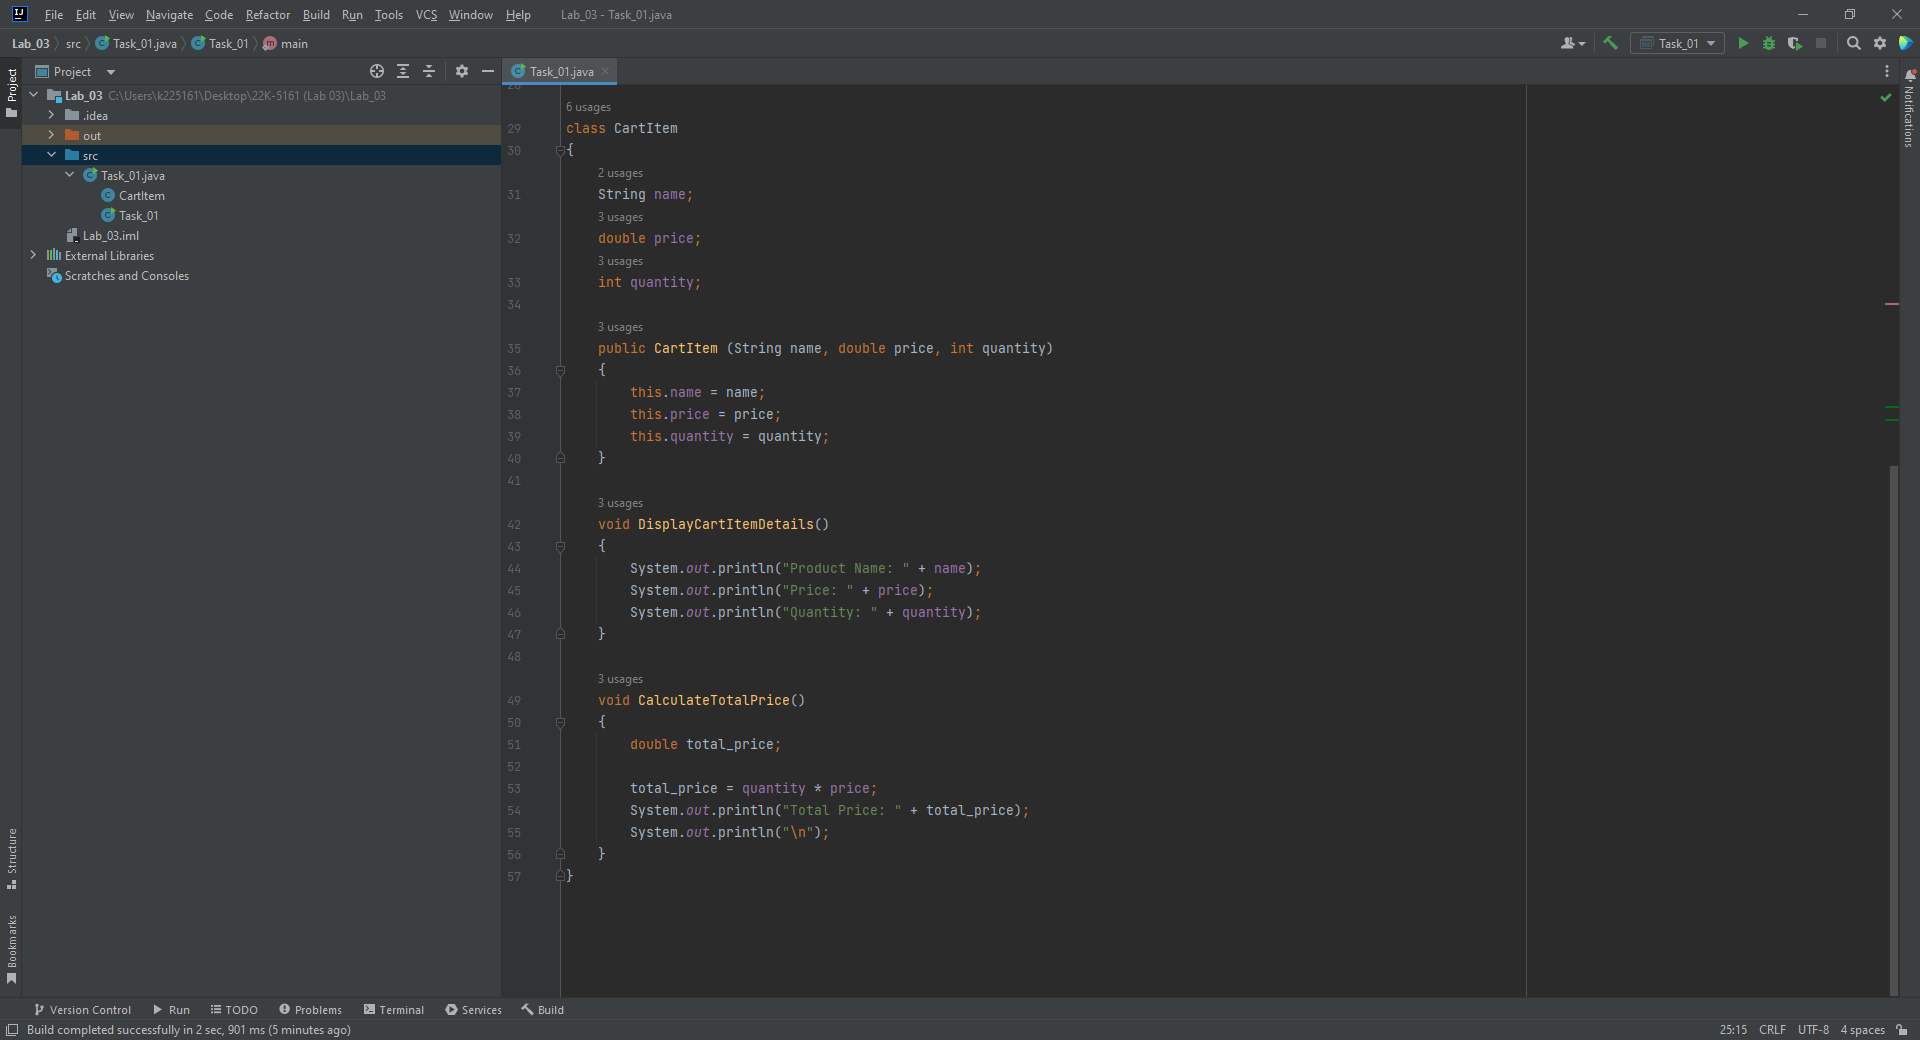 File Edit View Navigate Code Refactor Build Run Tools VCS Window Help Lab_03 - Task_01.java
Lab_03 src Task_01.java Task_01 main Task_01
Project
Project
Task_01.java
Notifications
Lab_03 C:\Users\k225161\Desktop\22K-5161 (Lab 03)\Lab_03
.idea
out
src
Task_01.java
CartItem
Task_01
Lab_03.iml
External Libraries
Scratches and Consoles
6 usages
29 class CartItem
30 {
2 usages
31 String name;
3 usages
32 double price;
3 usages
33 int quantity;
34
3 usages
35 public CartItem (String name, double price, int quantity)
36 {
37 this.name = name;
38 this.price = price;
39 this.quantity = quantity;
40 }
41
3 usages
42 void DisplayCartItemDetails()
43 {
44 System.out.println("Product Name: " + name);
45 System.out.println("Price: " + price);
46 System.out.println("Quantity: " + quantity);
47 }
48
3 usages
49 void CalculateTotalPrice()
50 {
51 double total_price;
52
53 total_price = quantity * price;
54 System.out.println("Total Price: " + total_price);
55 System.out.println("\n");
56 }
57 }
Structure
Bookmarks
Version Control Run TODO Problems Terminal Services Build
Build completed successfully in 2 sec, 901 ms (5 minutes ago) 25:15 CRLF UTF-8 4 spaces